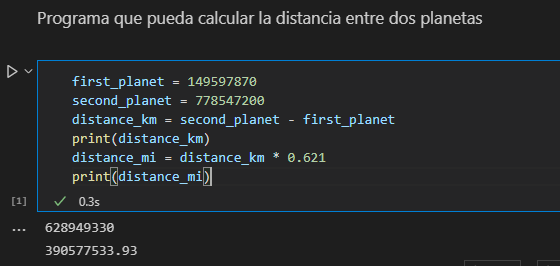 Programa que pueda calcular la distancia entre dos planetas
first_planet = 149597870
second_planet = 778547200
distance_km = second_planet - first_planet
print(distance_km)
distance_mi = distance_km * 0.621
print(distance_mi)
[1] ✓ 0.3s
... 628949330
390577533.93